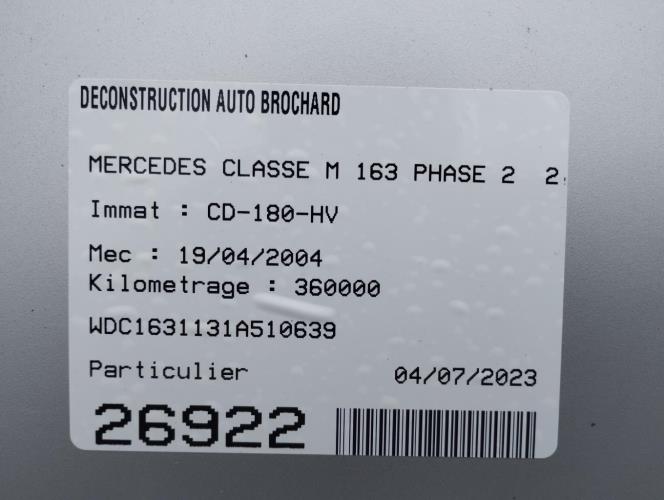 DECONSTRUCTION AUTO BROCHARD
MERCEDES CLASSE M 163 PHASE 2 2
Immat : CD-180-HV
Mec : 19/04/2004
Kilometrage : 360000
WDC1631131A510639
Particulier 04/07/2023
26922